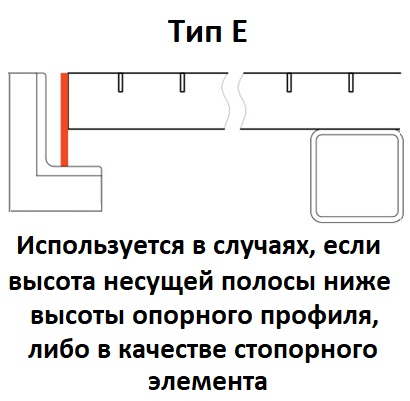 Тип Е
Используется в случаях, если
высота несущей полосы ниже
высоты опорного профиля,
либо в качестве стопорного
элемента